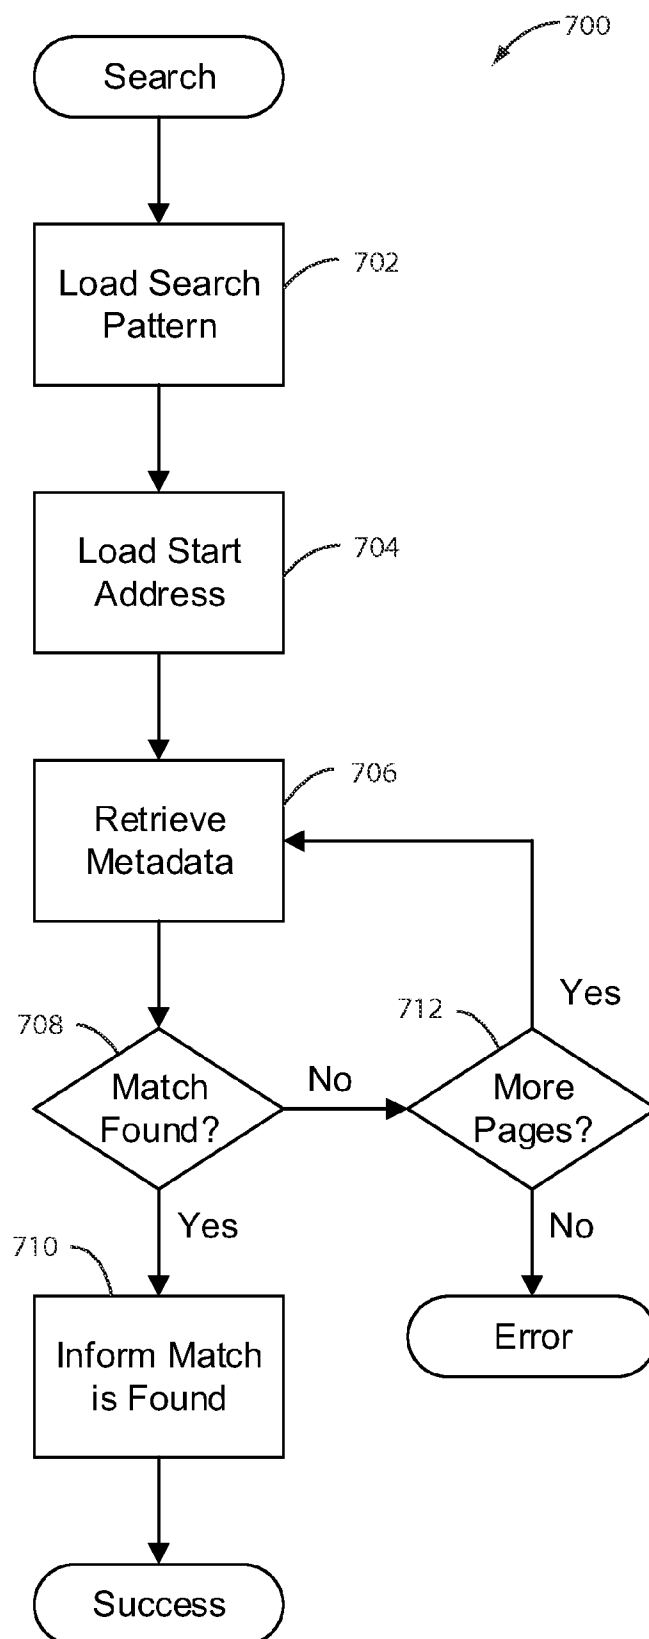 700
Search
702
Load Search
Pattern
704
Load Start
Address
706
Retrieve
Metadata
708
Match
Found?
No
712
More
Pages?
Yes
Yes
No
710
Inform Match
is Found
Error
Success